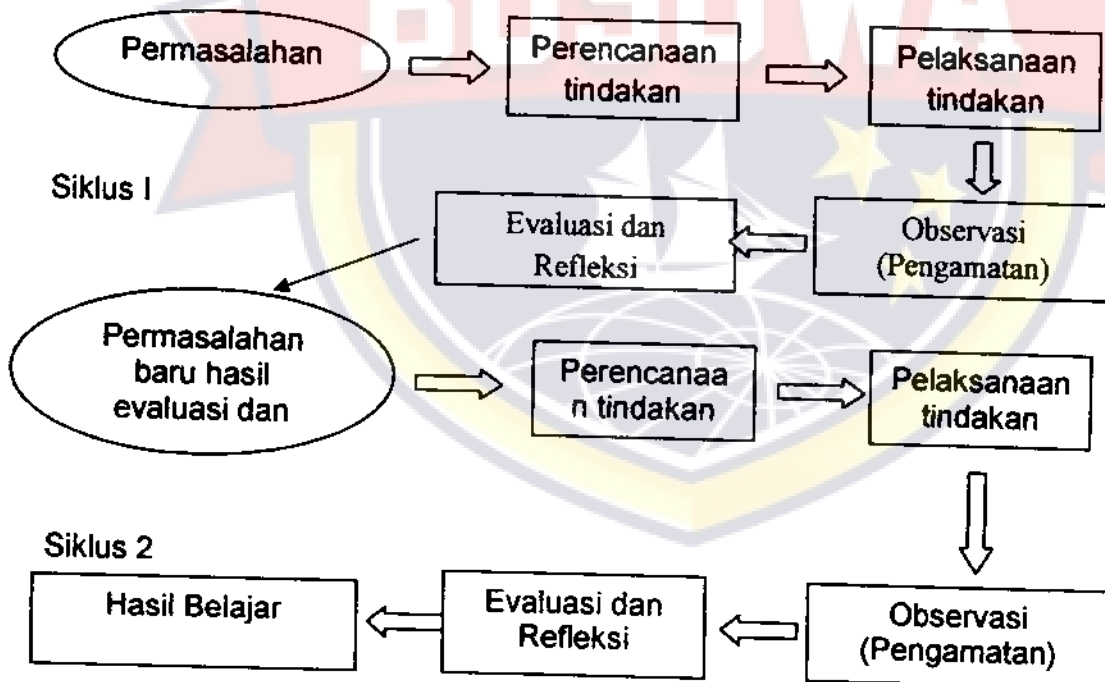 BOSOWA
Permasalahan
Perencanaan
tindakan
Pelaksanaan
tindakan
Siklus I
Evaluasi dan
Refleksi
Observasi
(Pengamatan)
Permasalahan
baru hasil
evaluasi dan
Perencanaa
n tindakan
Pelaksanaan
tindakan
Siklus 2
Hasil Belajar
Evaluasi dan
Refleksi
Observasi
(Pengamatan)